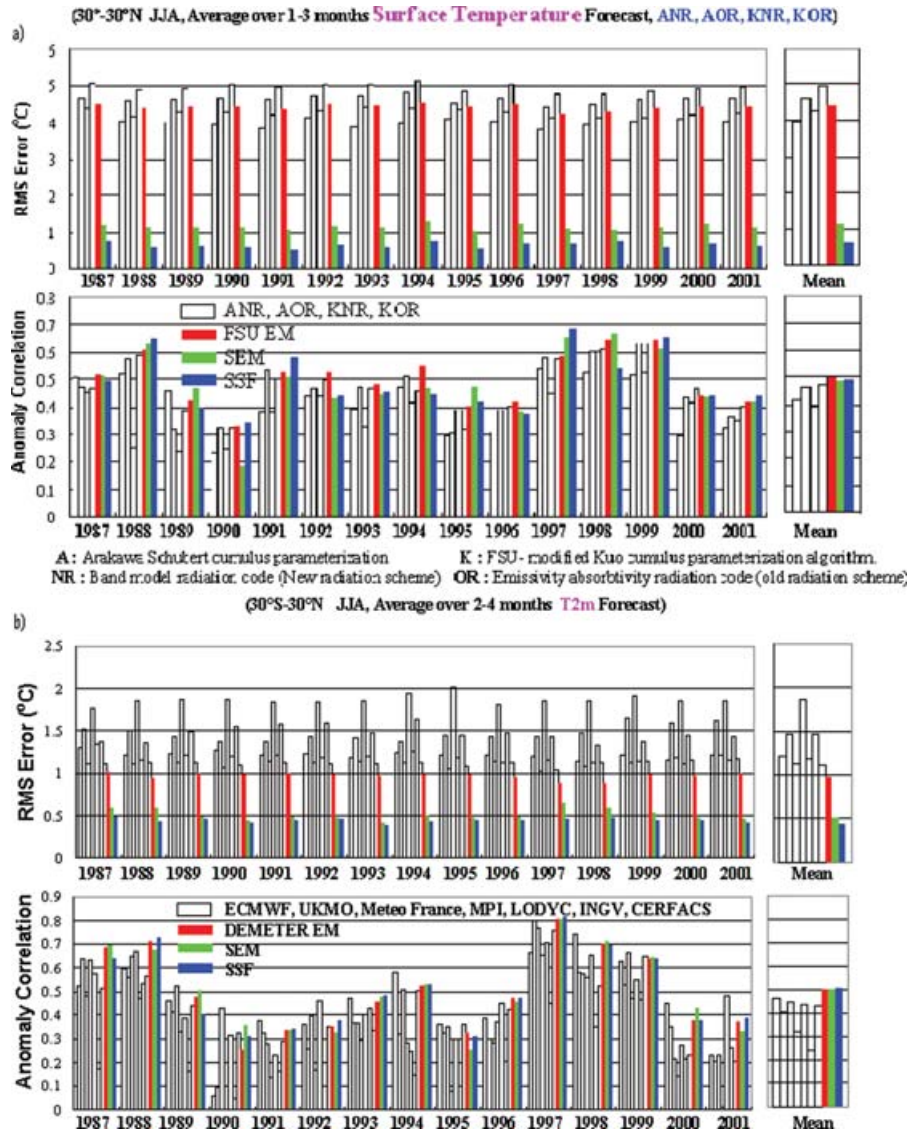 (30°-30°N JJA, Average over 1-3 months Surface Temperature Forecast, ANR, AOR, KNR, KOR)
a)
RMS Error (°C)
5
5
4
3
2
1
0
1987 1988 1989 1990 1991 1992 1993 1994 1995 1996 1997 1998 1999 2000 2001
Mean
Anomaly Correlation
0.3
0.7
0.6
0.5
0.4
0.3
0.2
0.1
0
ANR, AOR, KNR, KOR
FSU EM
SEM
SSF
1987 1988 1989 1990 1991 1992 1993 1994 1995 1996 1997 1998 1999 2000 2001
Mean
A : Arakawa Schubert cumulus parameterization K : FSU- modified Kuo cumulus parameterization algorithm.
NR : Band model radiation code (New radiation scheme) OR : Emissivity absorbtivity radiation code (old radiation scheme)
(30°S-30°N JJA, Average over 2-4 months T2m Forecast)
b)
RMS Error (°C)
2.5
2
1.5
1
0.5
0
1987 1988 1989 1990 1991 1992 1993 1994 1995 1996 1997 1998 1999 2000 2001
Mean
Anomaly Correlation
0.9
0.8
0.7
0.6
0.5
0.4
0.3
0.2
0.1
0
ECMWF, UKMO, Meteo France, MPI, LODYC, INGV, CERFACS
DEMETER EM
SEM
SSF
1987 1988 1989 1990 1991 1992 1993 1994 1995 1996 1997 1998 1999 2000 2001
Mean